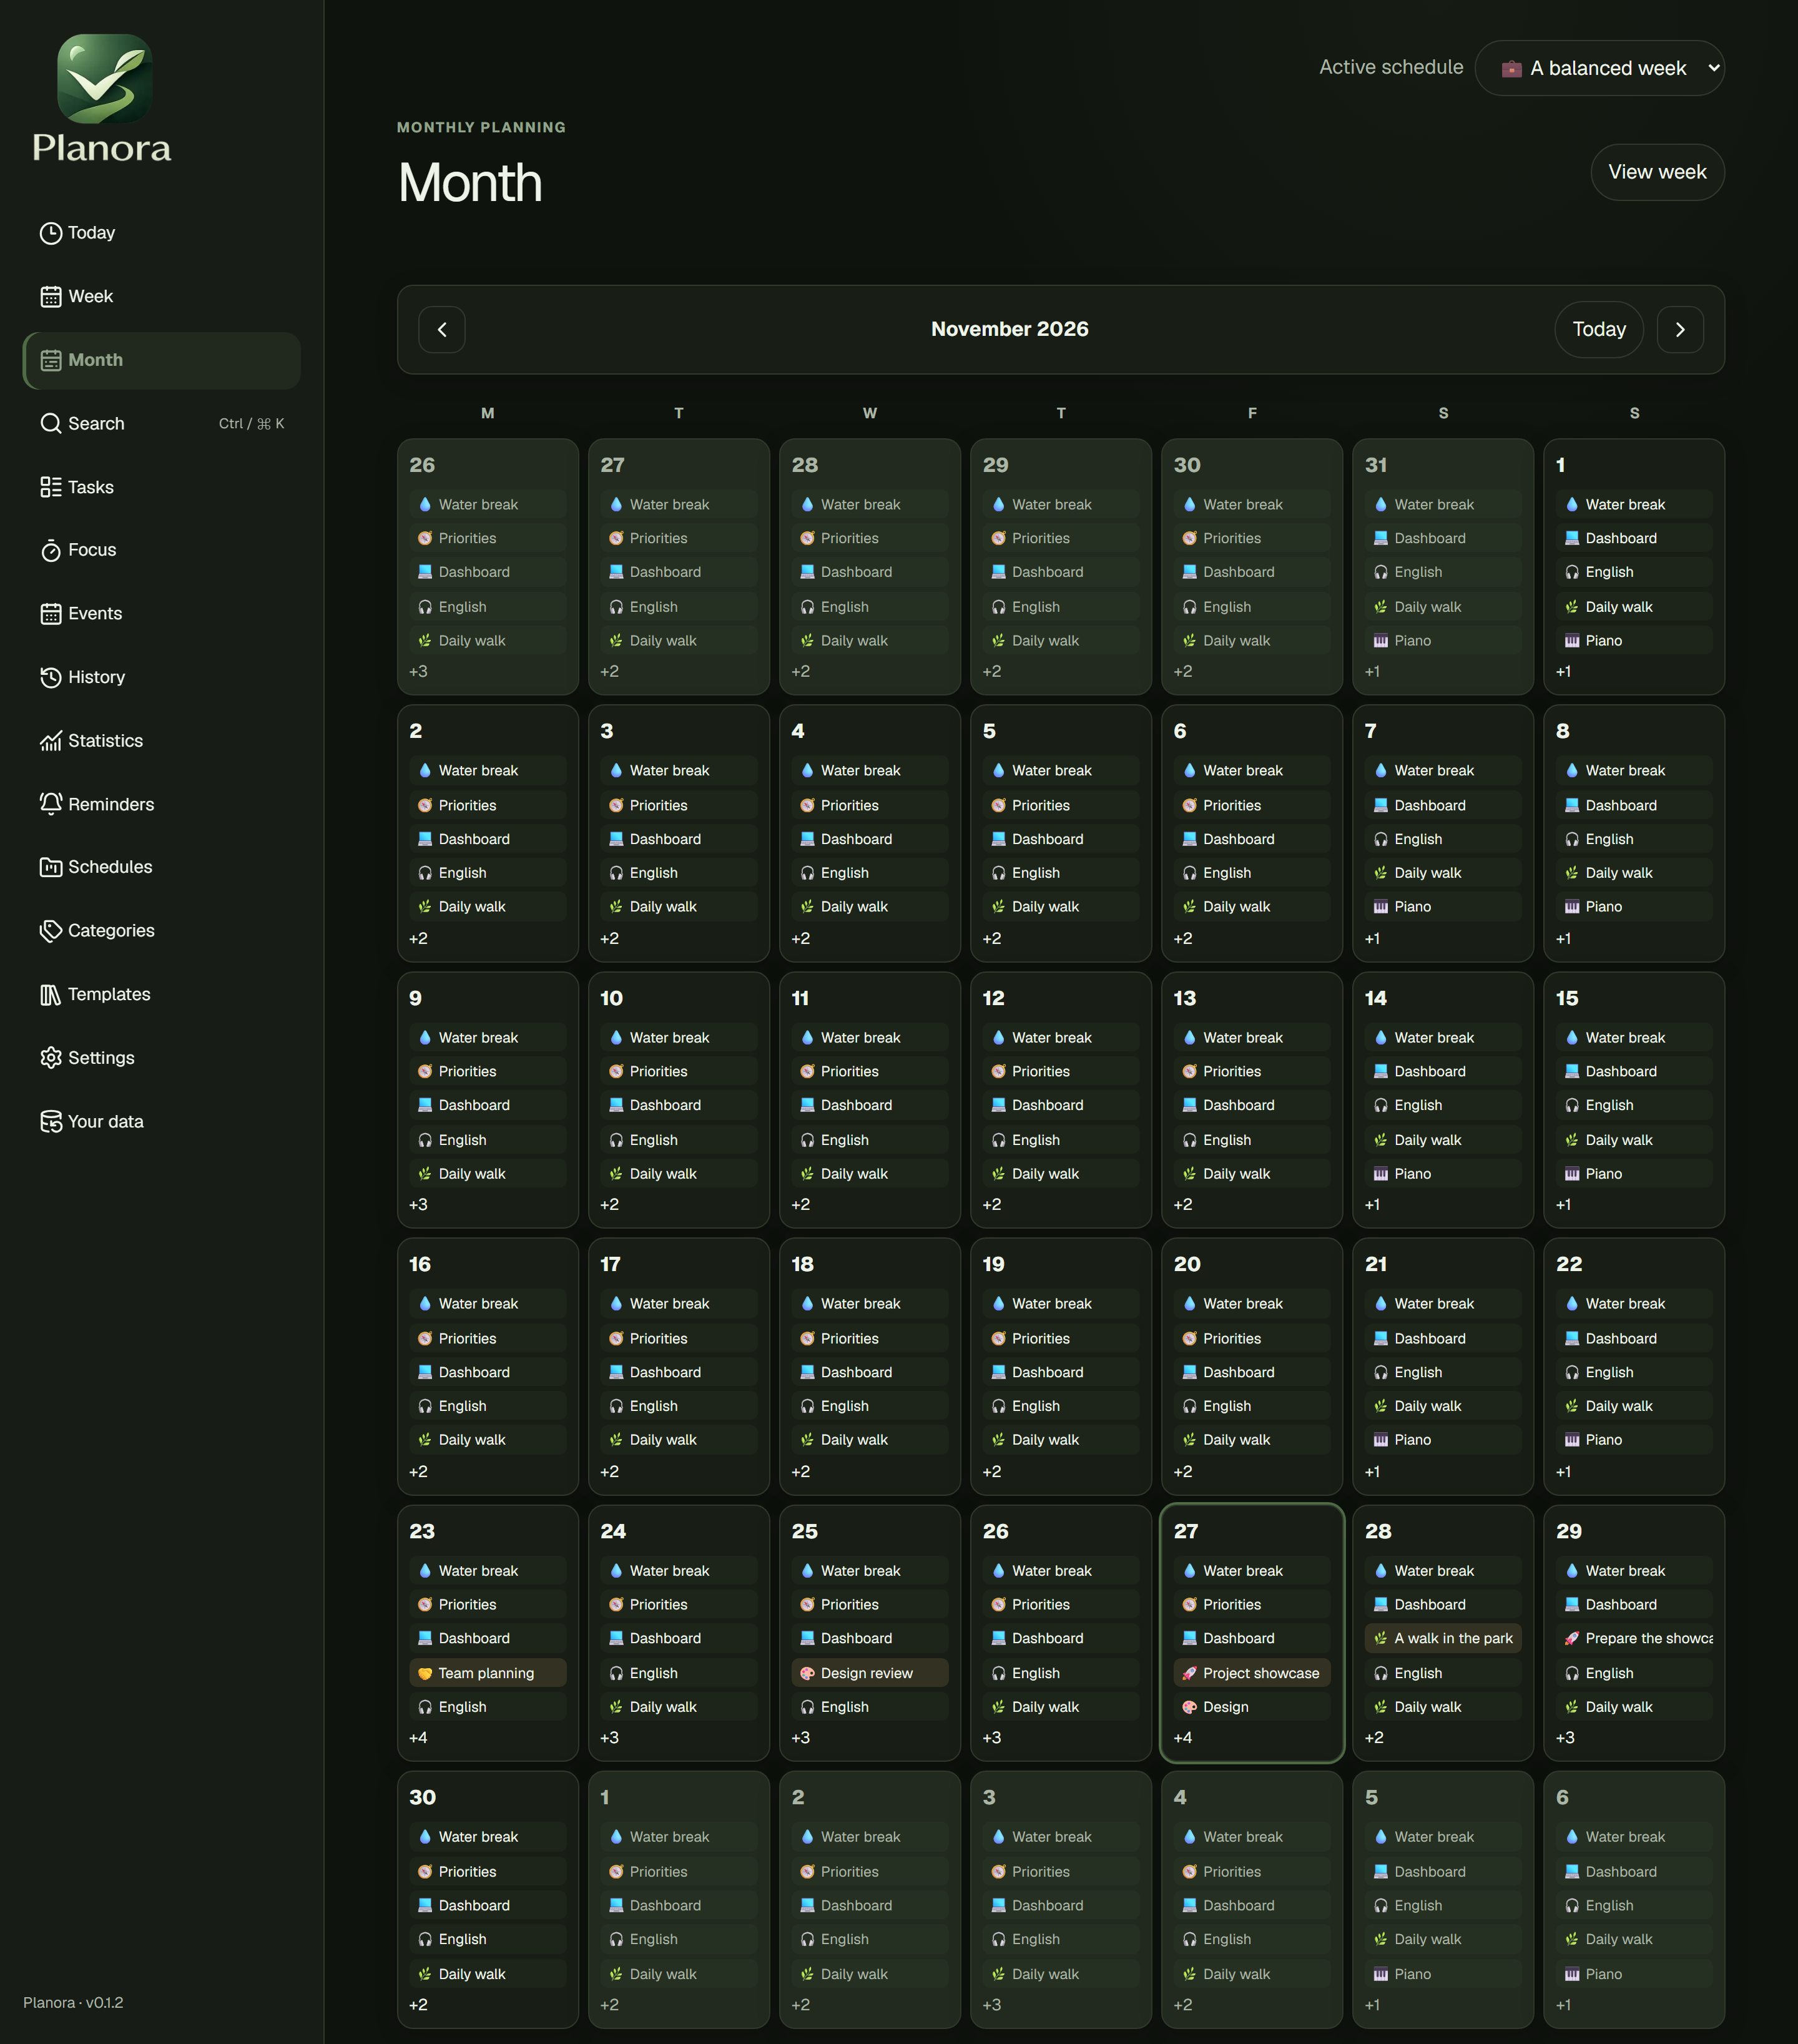 Planora
Today
Week
Month
Search Ctrl / ⌘ K
Tasks
Focus
Events
History
Statistics
Reminders
Schedules
Categories
Templates
Settings
Your data
Planora · v0.1.2
Active schedule A balanced week
MONTHLY PLANNING
Month
View week
November 2026
Today
M T W T F S S
26 27 28 29 30 31 1
Water break Water break Water break Water break Water break Water break Water break
Priorities Priorities Priorities Priorities Priorities Dashboard Dashboard
Dashboard Dashboard Dashboard Dashboard Dashboard English English
English English English English English Daily walk Daily walk
Daily walk Daily walk Daily walk Daily walk Daily walk Piano Piano
+3 +2 +2 +2 +2 +1 +1
2 3 4 5 6 7 8
Water break Water break Water break Water break Water break Water break Water break
Priorities Priorities Priorities Priorities Priorities Dashboard Dashboard
Dashboard Dashboard Dashboard Dashboard Dashboard English English
English English English English English Daily walk Daily walk
Daily walk Daily walk Daily walk Daily walk Daily walk Piano Piano
+2 +2 +2 +2 +2 +1 +1
9 10 11 12 13 14 15
Water break Water break Water break Water break Water break Water break Water break
Priorities Priorities Priorities Priorities Priorities Dashboard Dashboard
Dashboard Dashboard Dashboard Dashboard Dashboard English English
English English English English English Daily walk Daily walk
Daily walk Daily walk Daily walk Daily walk Daily walk Piano Piano
+3 +2 +2 +2 +2 +1 +1
16 17 18 19 20 21 22
Water break Water break Water break Water break Water break Water break Water break
Priorities Priorities Priorities Priorities Priorities Dashboard Dashboard
Dashboard Dashboard Dashboard Dashboard Dashboard English English
English English English English English Daily walk Daily walk
Daily walk Daily walk Daily walk Daily walk Daily walk Piano Piano
+2 +2 +2 +2 +2 +1 +1
23 24 25 26 27 28 29
Water break Water break Water break Water break Water break Water break Water break
Priorities Priorities Priorities Priorities Priorities Dashboard Dashboard
Dashboard Dashboard Dashboard Dashboard Dashboard A walk in the park Prepare the showca
Team planning English Design review English Project showcase English English
English Daily walk English Daily walk Design Daily walk Daily walk
+4 +3 +3 +3 +4 +2 +3
30 1 2 3 4 5 6
Water break Water break Water break Water break Water break Water break Water break
Priorities Priorities Priorities Priorities Priorities Dashboard Dashboard
Dashboard Dashboard Dashboard Dashboard Dashboard English English
English English English English English Daily walk Daily walk
Daily walk Daily walk Daily walk Daily walk Daily walk Piano Piano
+2 +2 +2 +3 +2 +1 +1